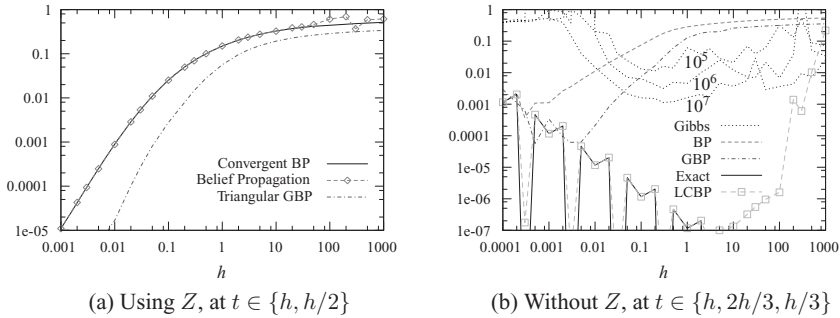 1
0.1
0.01
0.001
0.0001
1e-05
0.001 0.01 0.1 1 10 100 1000
h
Convergent BP
Belief Propagation
Triangular GBP
(a) Using Z, at t ∈ {h, h/2}
1
0.1
0.01
0.001
0.0001
1e-05
1e-06
1e-07
0.0001 0.001 0.01 0.1 1 10 100 1000
h
10^5
10^6
10^7
Gibbs
BP
GBP
Exact
LCBP
(b) Without Z, at t ∈ {h, 2h/3, h/3}